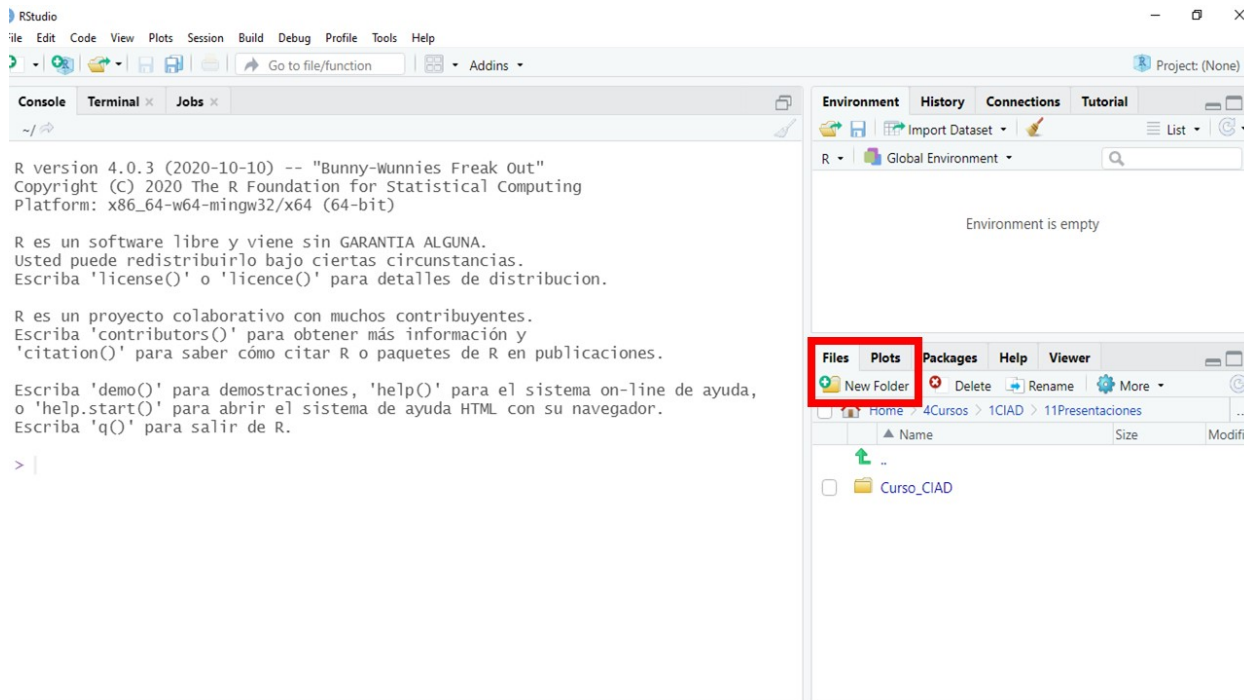 RStudio
File Edit Code View Plots Session Build Debug Profile Tools Help
Go to file/function Addins Project: (None)
Console Terminal Jobs
~/
R version 4.0.3 (2020-10-10) -- "Bunny-Wunnies Freak Out"
Copyright (C) 2020 The R Foundation for Statistical Computing
Platform: x86_64-w64-mingw32/x64 (64-bit)
R es un software libre y viene sin GARANTIA ALGUNA.
Usted puede redistribuirlo bajo ciertas circunstancias.
Escriba 'license()' o 'licence()' para detalles de distribucion.
R es un proyecto colaborativo con muchos contribuyentes.
Escriba 'contributors()' para obtener más información y
'citation()' para saber cómo citar R o paquetes de R en publicaciones.
Escriba 'demo()' para demostraciones, 'help()' para el sistema on-line de ayuda,
o 'help.start()' para abrir el sistema de ayuda HTML con su navegador.
Escriba 'q()' para salir de R.
>
Environment History Connections Tutorial
Import Dataset List
R Global Environment
Environment is empty
Files Plots Packages Help Viewer
New Folder Delete Rename More
Home > 4Cursos > 1CIAD > 11Presentaciones ...
Name Size Modifi
..
Curso_CIAD